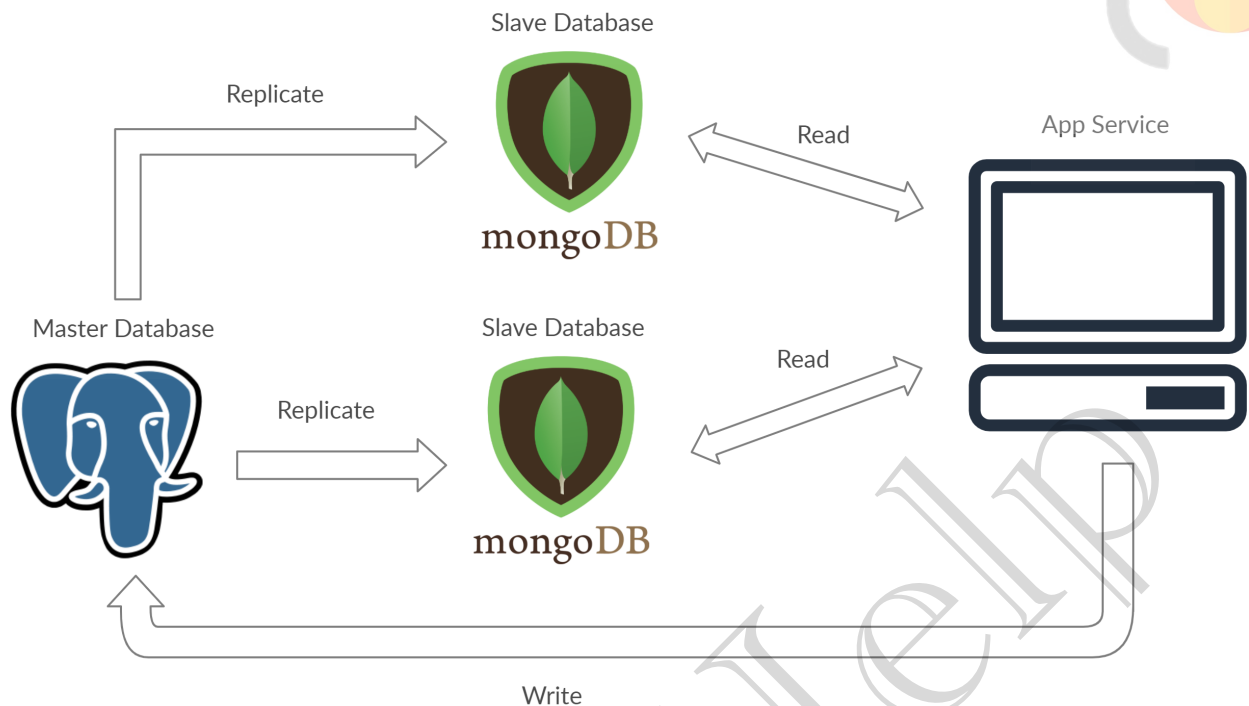 Slave Database
Replicate
mongoDB
Read
App Service
Master Database
Slave Database
Replicate
mongoDB
Read
Write